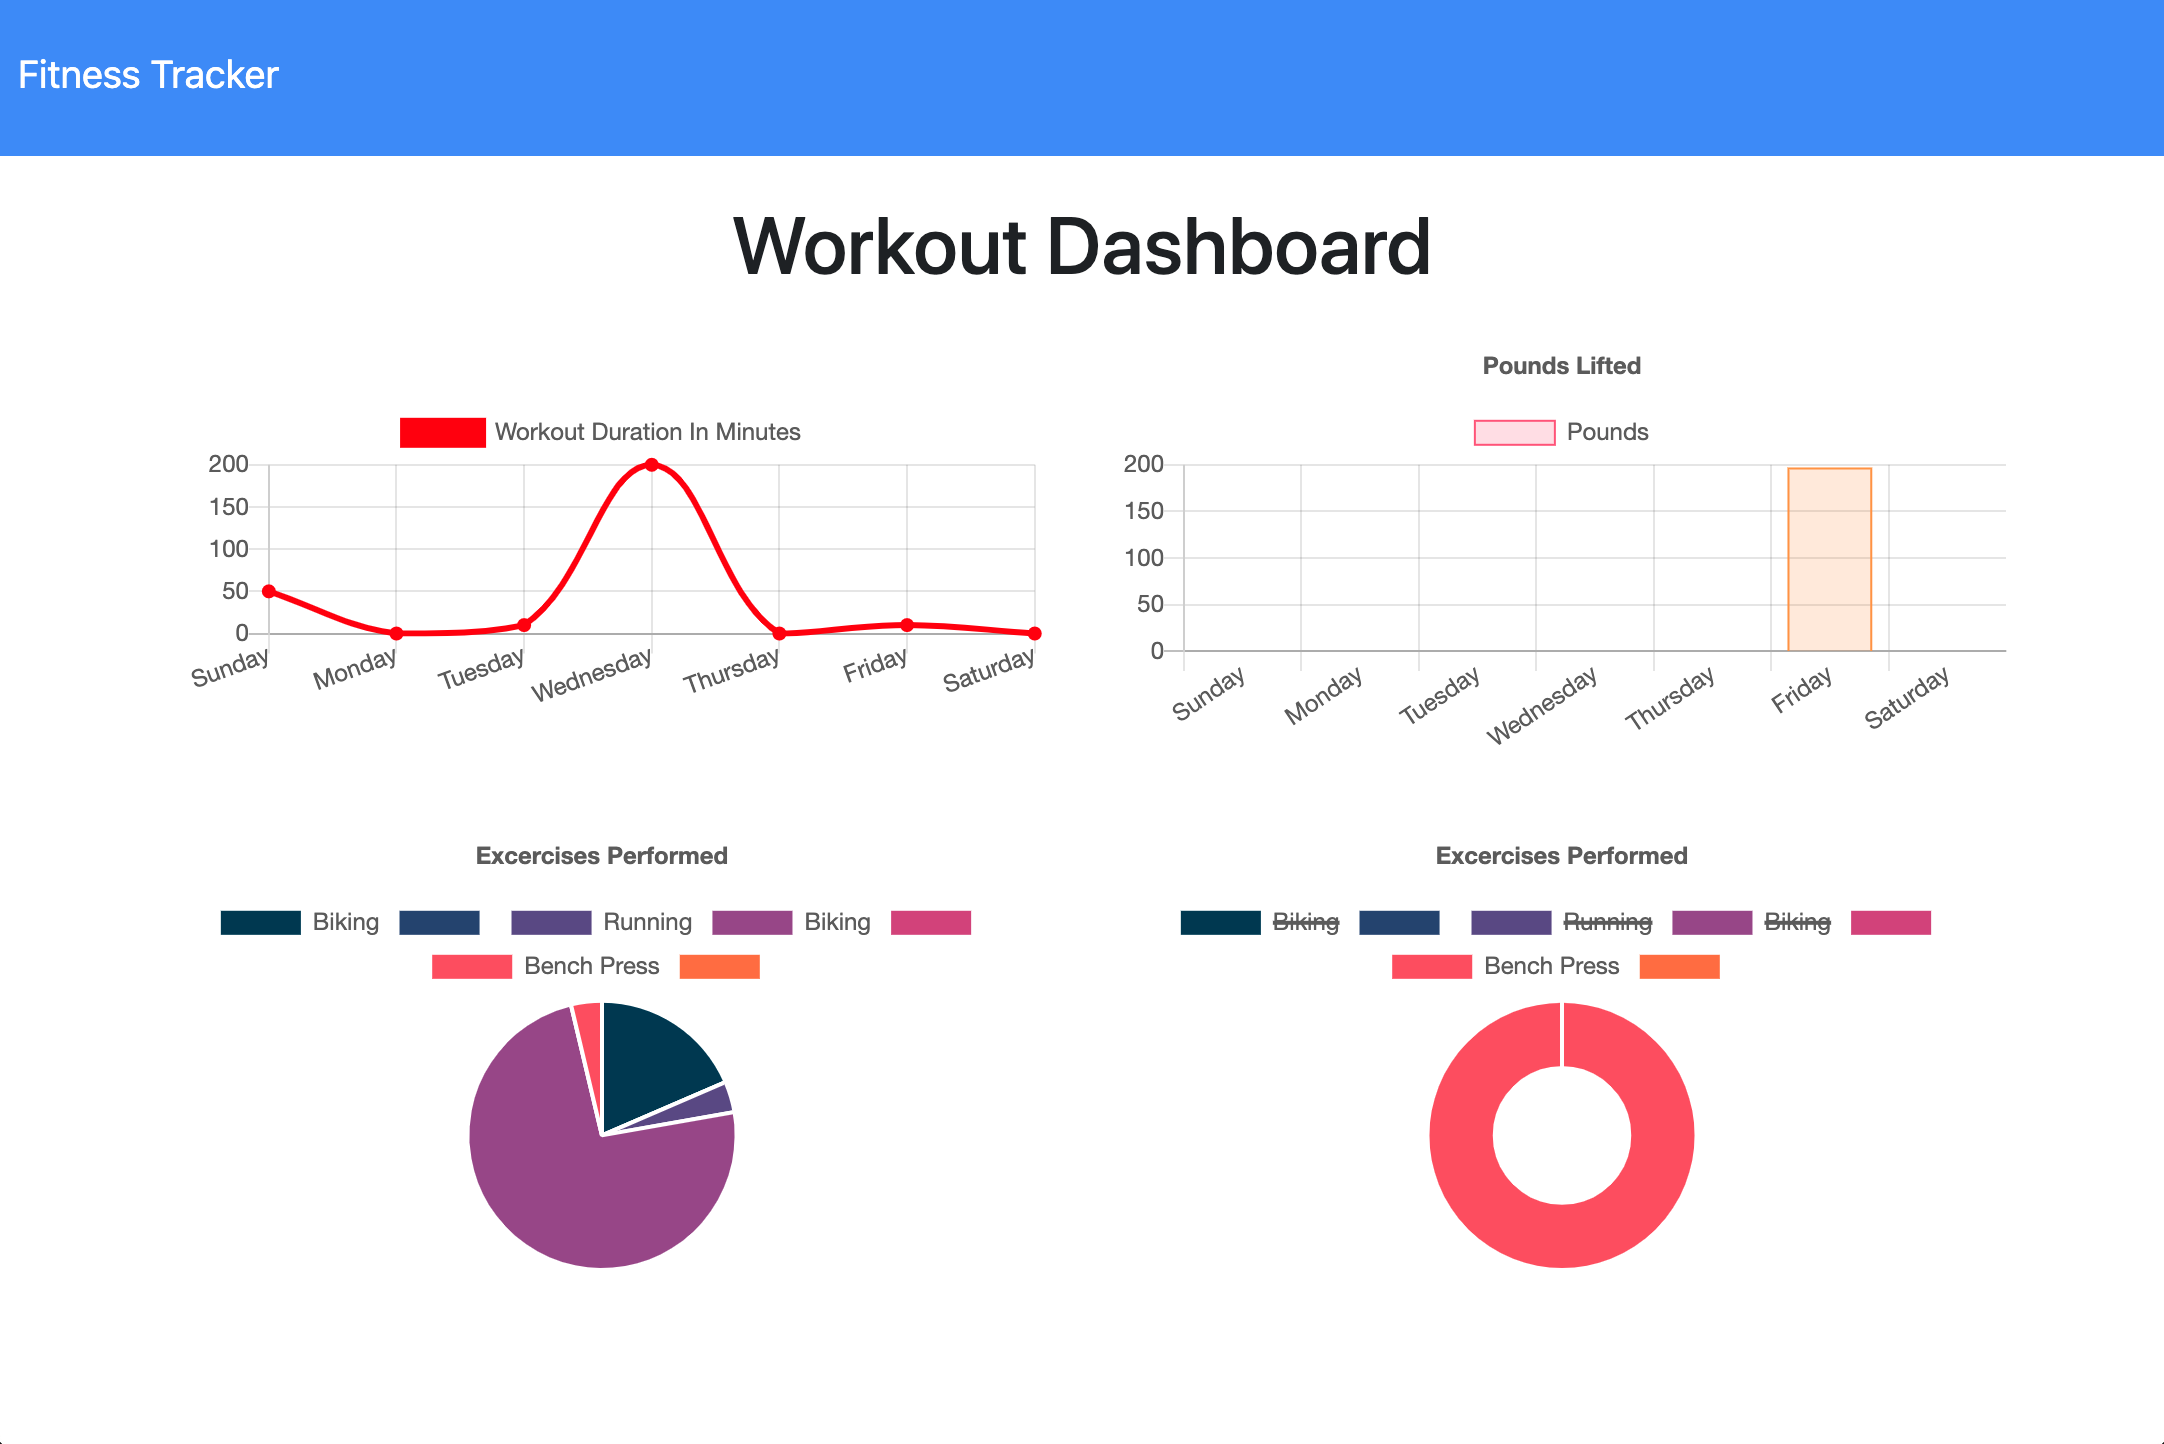 Fitness Tracker
Workout Dashboard
Workout Duration In Minutes
200
150
100
50
0
Sunday Monday Tuesday Wednesday Thursday Friday Saturday
Pounds Lifted
Pounds
200
150
100
50
0
Sunday Monday Tuesday Wednesday Thursday Friday Saturday
Excercises Performed
Biking Running Biking
Bench Press
Excercises Performed
Biking Running Biking
Bench Press